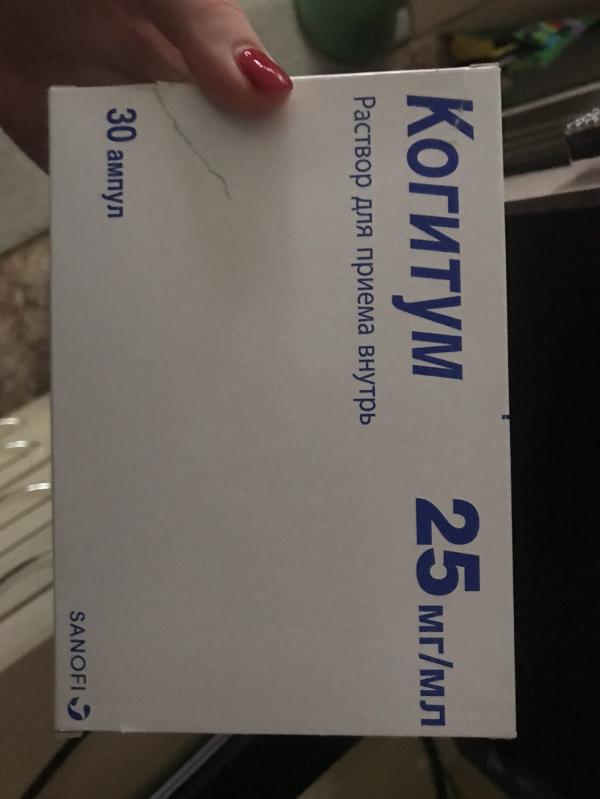 Когитум 25 мг/мл
Раствор для приема внутрь
30 ампул
SANOFI